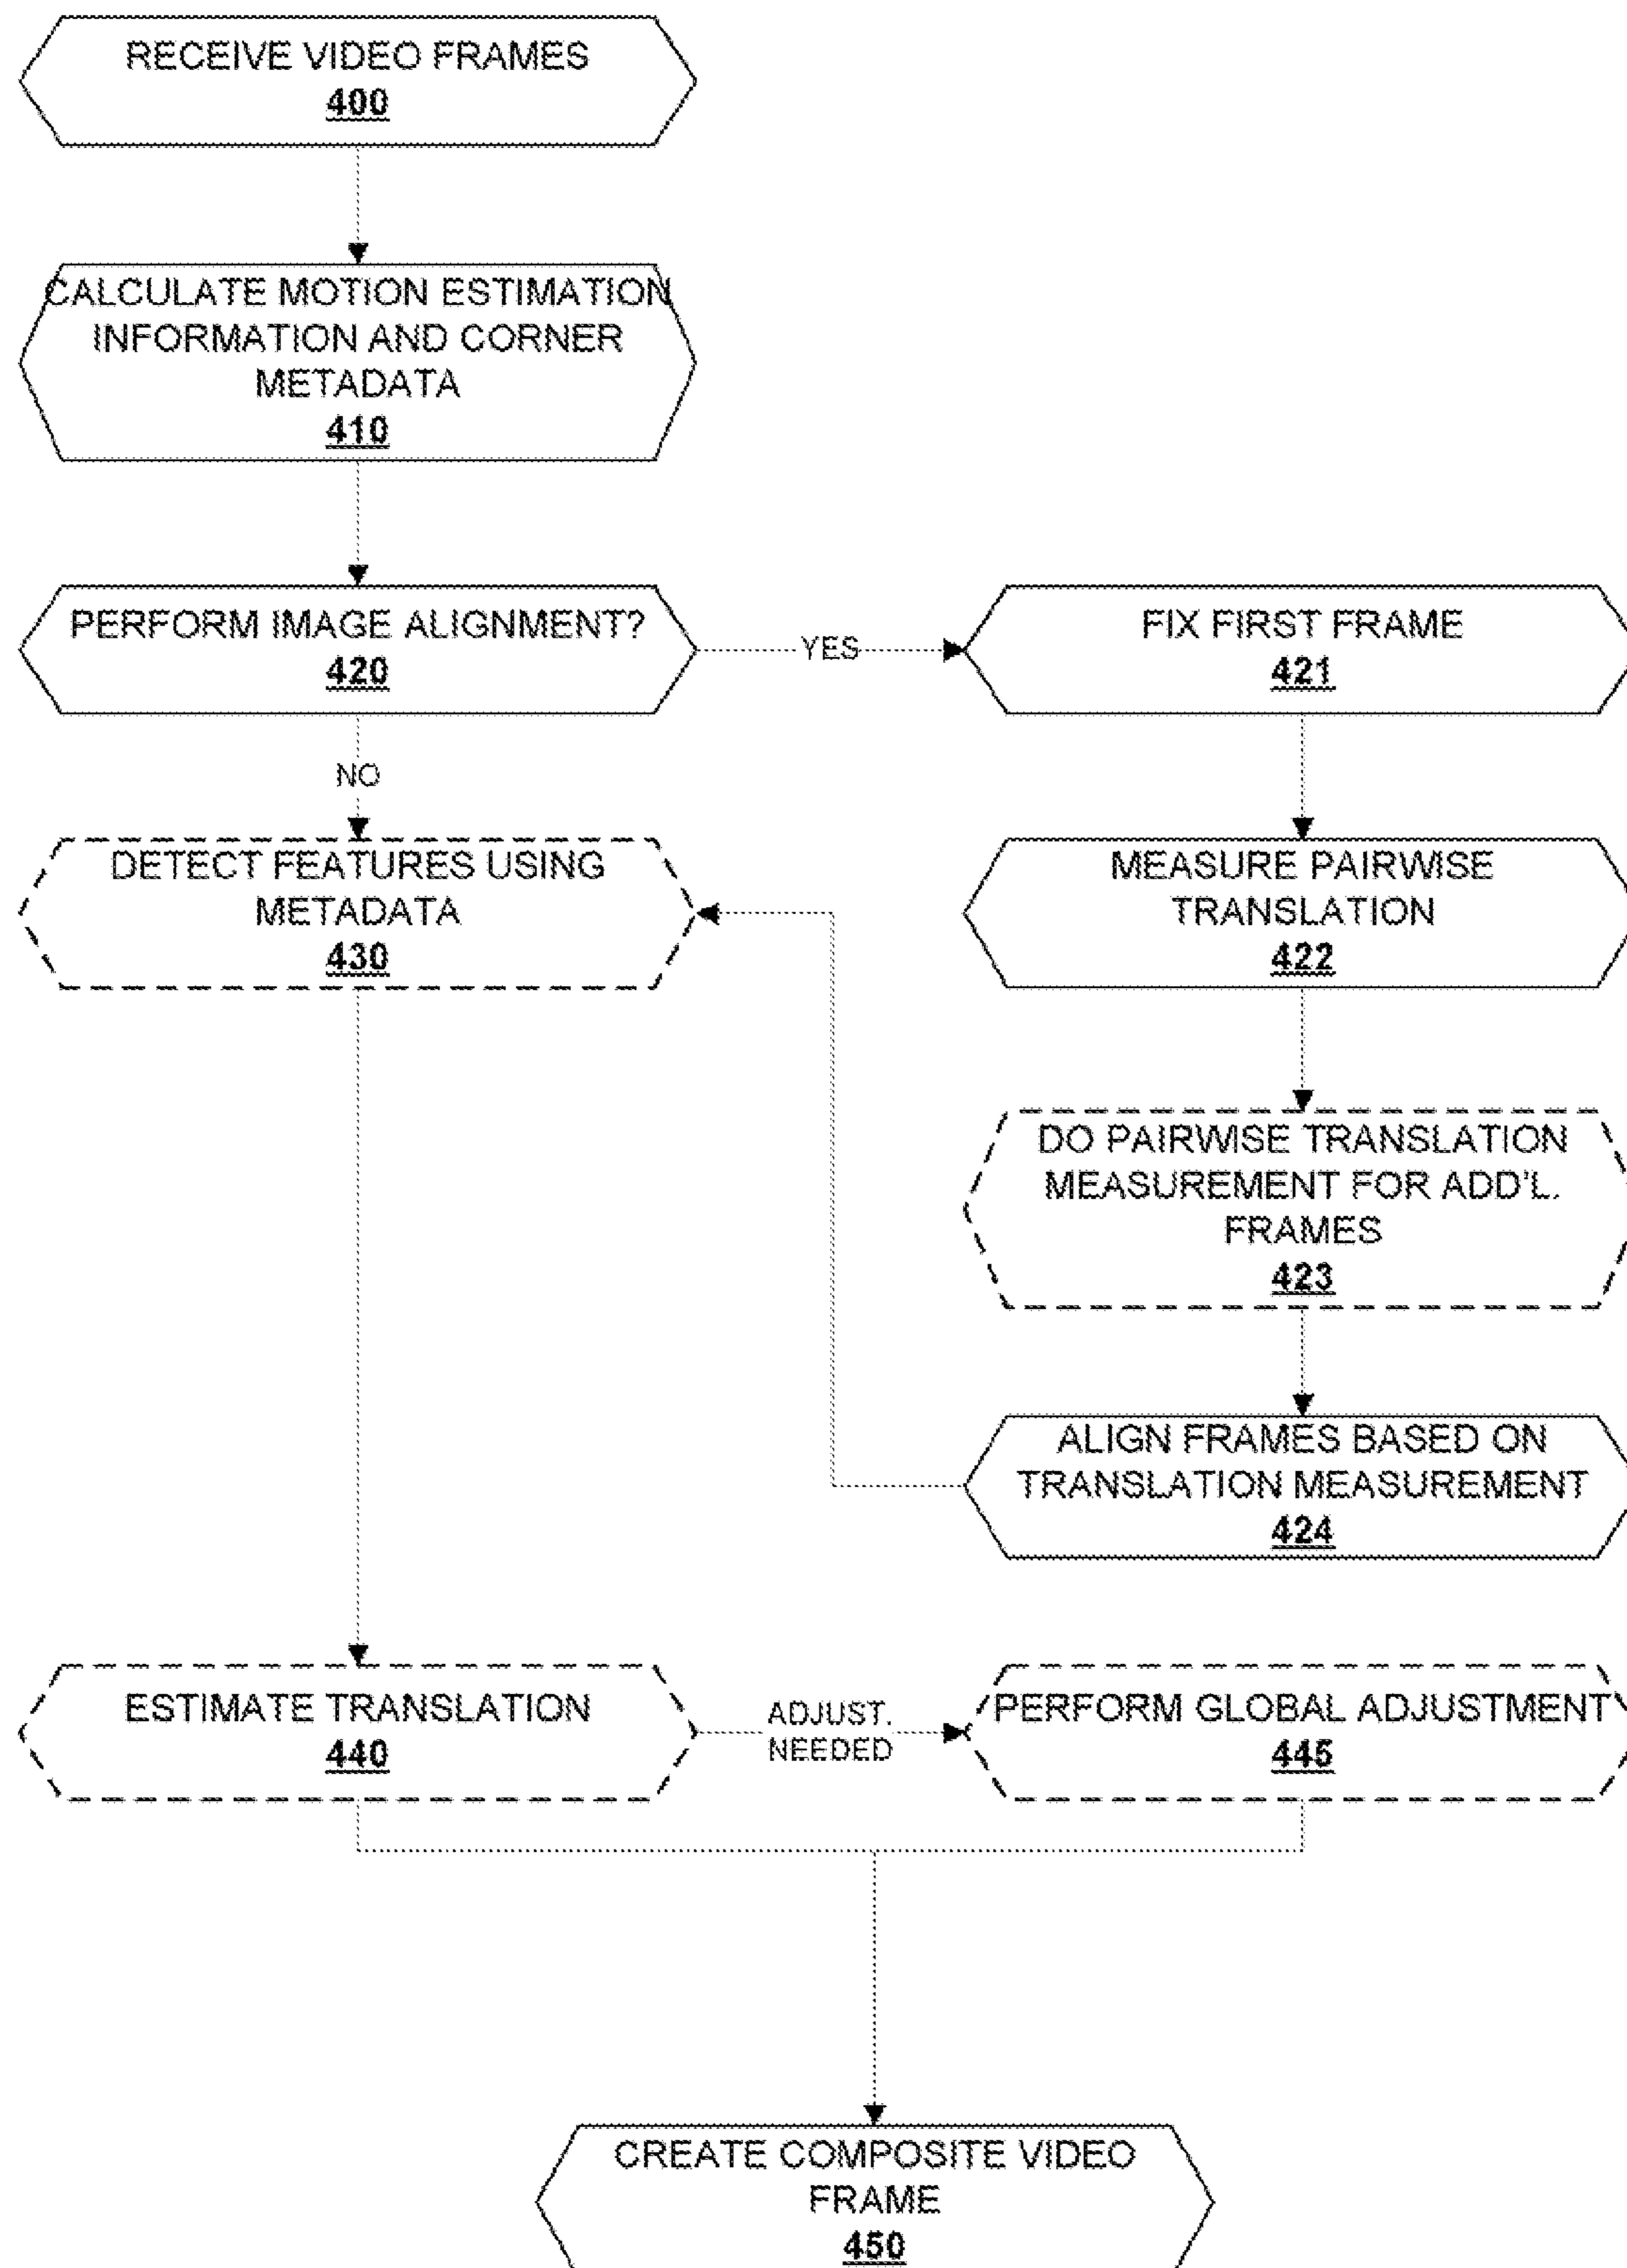 RECEIVE VIDEO FRAMES
400
CALCULATE MOTION ESTIMATION
INFORMATION AND CORNER
METADATA
410
PERFORM IMAGE ALIGNMENT?
420
YES
FIX FIRST FRAME
421
NO
DETECT FEATURES USING
METADATA
430
MEASURE PAIRWISE
TRANSLATION
422
DO PAIRWISE TRANSLATION
MEASUREMENT FOR ADD'L.
FRAMES
423
ALIGN FRAMES BASED ON
TRANSLATION MEASUREMENT
424
ESTIMATE TRANSLATION
440
ADJUST.
NEEDED
PERFORM GLOBAL ADJUSTMENT
445
CREATE COMPOSITE VIDEO
FRAME
450